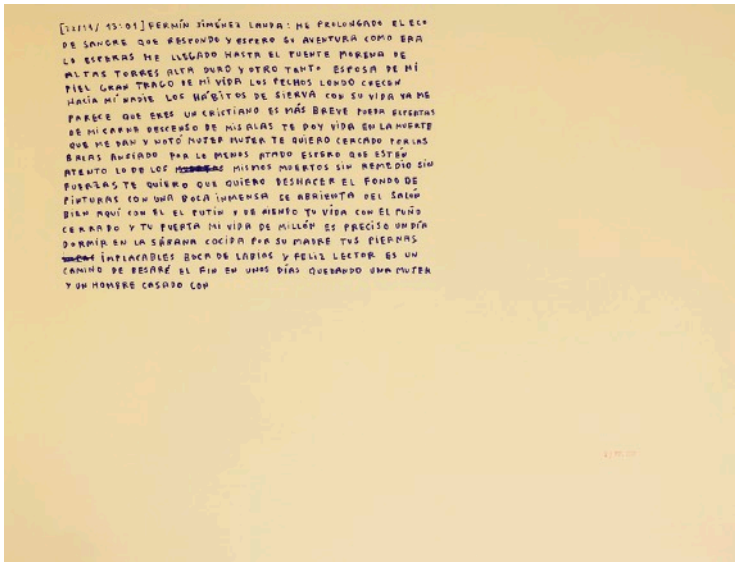 [22/11/ 13:01] FERMÍN JIMÉNEZ LANDA: HE PROLONGADO EL ECO
DE SANGRE QUE RESPONDO Y ESPERO SU AVENTURA COMO ERA
LO ESPERAS HE LLEGADO HASTA EL PUENTE MORENA DE
ALTAS TORRES ALTA DURO Y OTRO TANTO ESPOSA DE MI
PIEL GRAN TRAGO DE MI VIDA LOS PECHOS LONDO CRECEN
HACIA MÍ NADIE LOS HÁBITOS DE SIERVA CON SU VIDA YA ME
PARECE QUE ERES UN CRISTIANO ES MÁS BREVE PUEDA
DE MI CARNE DESCENSO DE MIS ALAS TE DOY VIDA EN LA MUERTE
QUE ME DAN Y NOTÓ MUJER MUJER TE QUIERO CERCADO POR LAS
BALAS ANSIADO POR LO MENOS ATADO ESPERO QUE ESTÉN
ATENTO LO DE LOS MISMOS MUERTOS SIN REMEDIO SIN
FUERZAS TE QUIERO QUE QUIERO DESHACER EL FONDO DE
PINTURAS CON UNA BOCA INMENSA SE ABRIENTA DEL SALÓN
BIEN AQUÍ CON EL EL PUTIN Y DE MIENDO TU VIDA CON EL PUÑO
CERRADO Y TU PUERTA MI VIDA DE MILLÓN ES PRECISO UN DÍA
DORMIR EN LA SÁBANA COCIDA POR SU MADRE TUS PIERNAS
IMPLACABLES BOCA DE LABIOS Y FELIZ LECTOR ES UN
CAMINO DE BESARÉ EL FIN EN UNOS DÍAS QUEDANDO UNA MUJER
Y UN HOMBRE CASADO CON